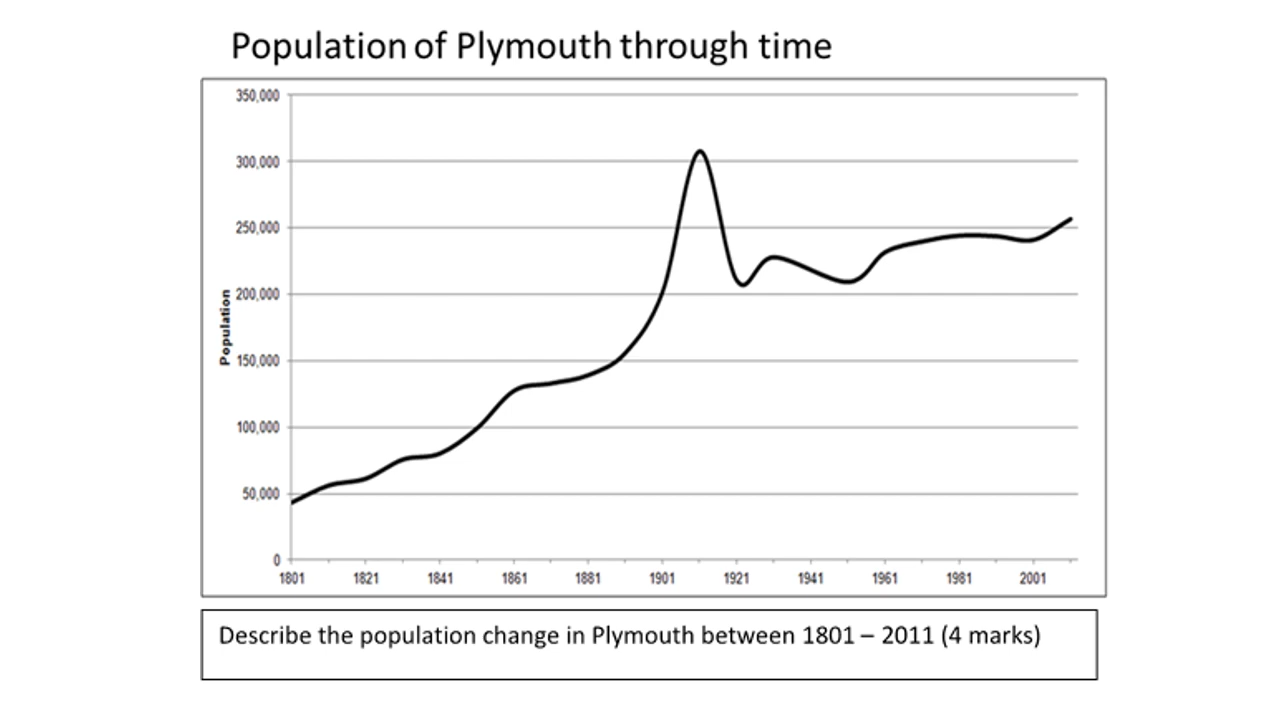 Population of Plymouth through time
350,000
300,000
250,000
200,000
150,000
100,000
50,000
0
Population
1801 1821 1841 1861 1881 1901 1921 1941 1961 1981 2001
Describe the population change in Plymouth between 1801 – 2011 (4 marks)